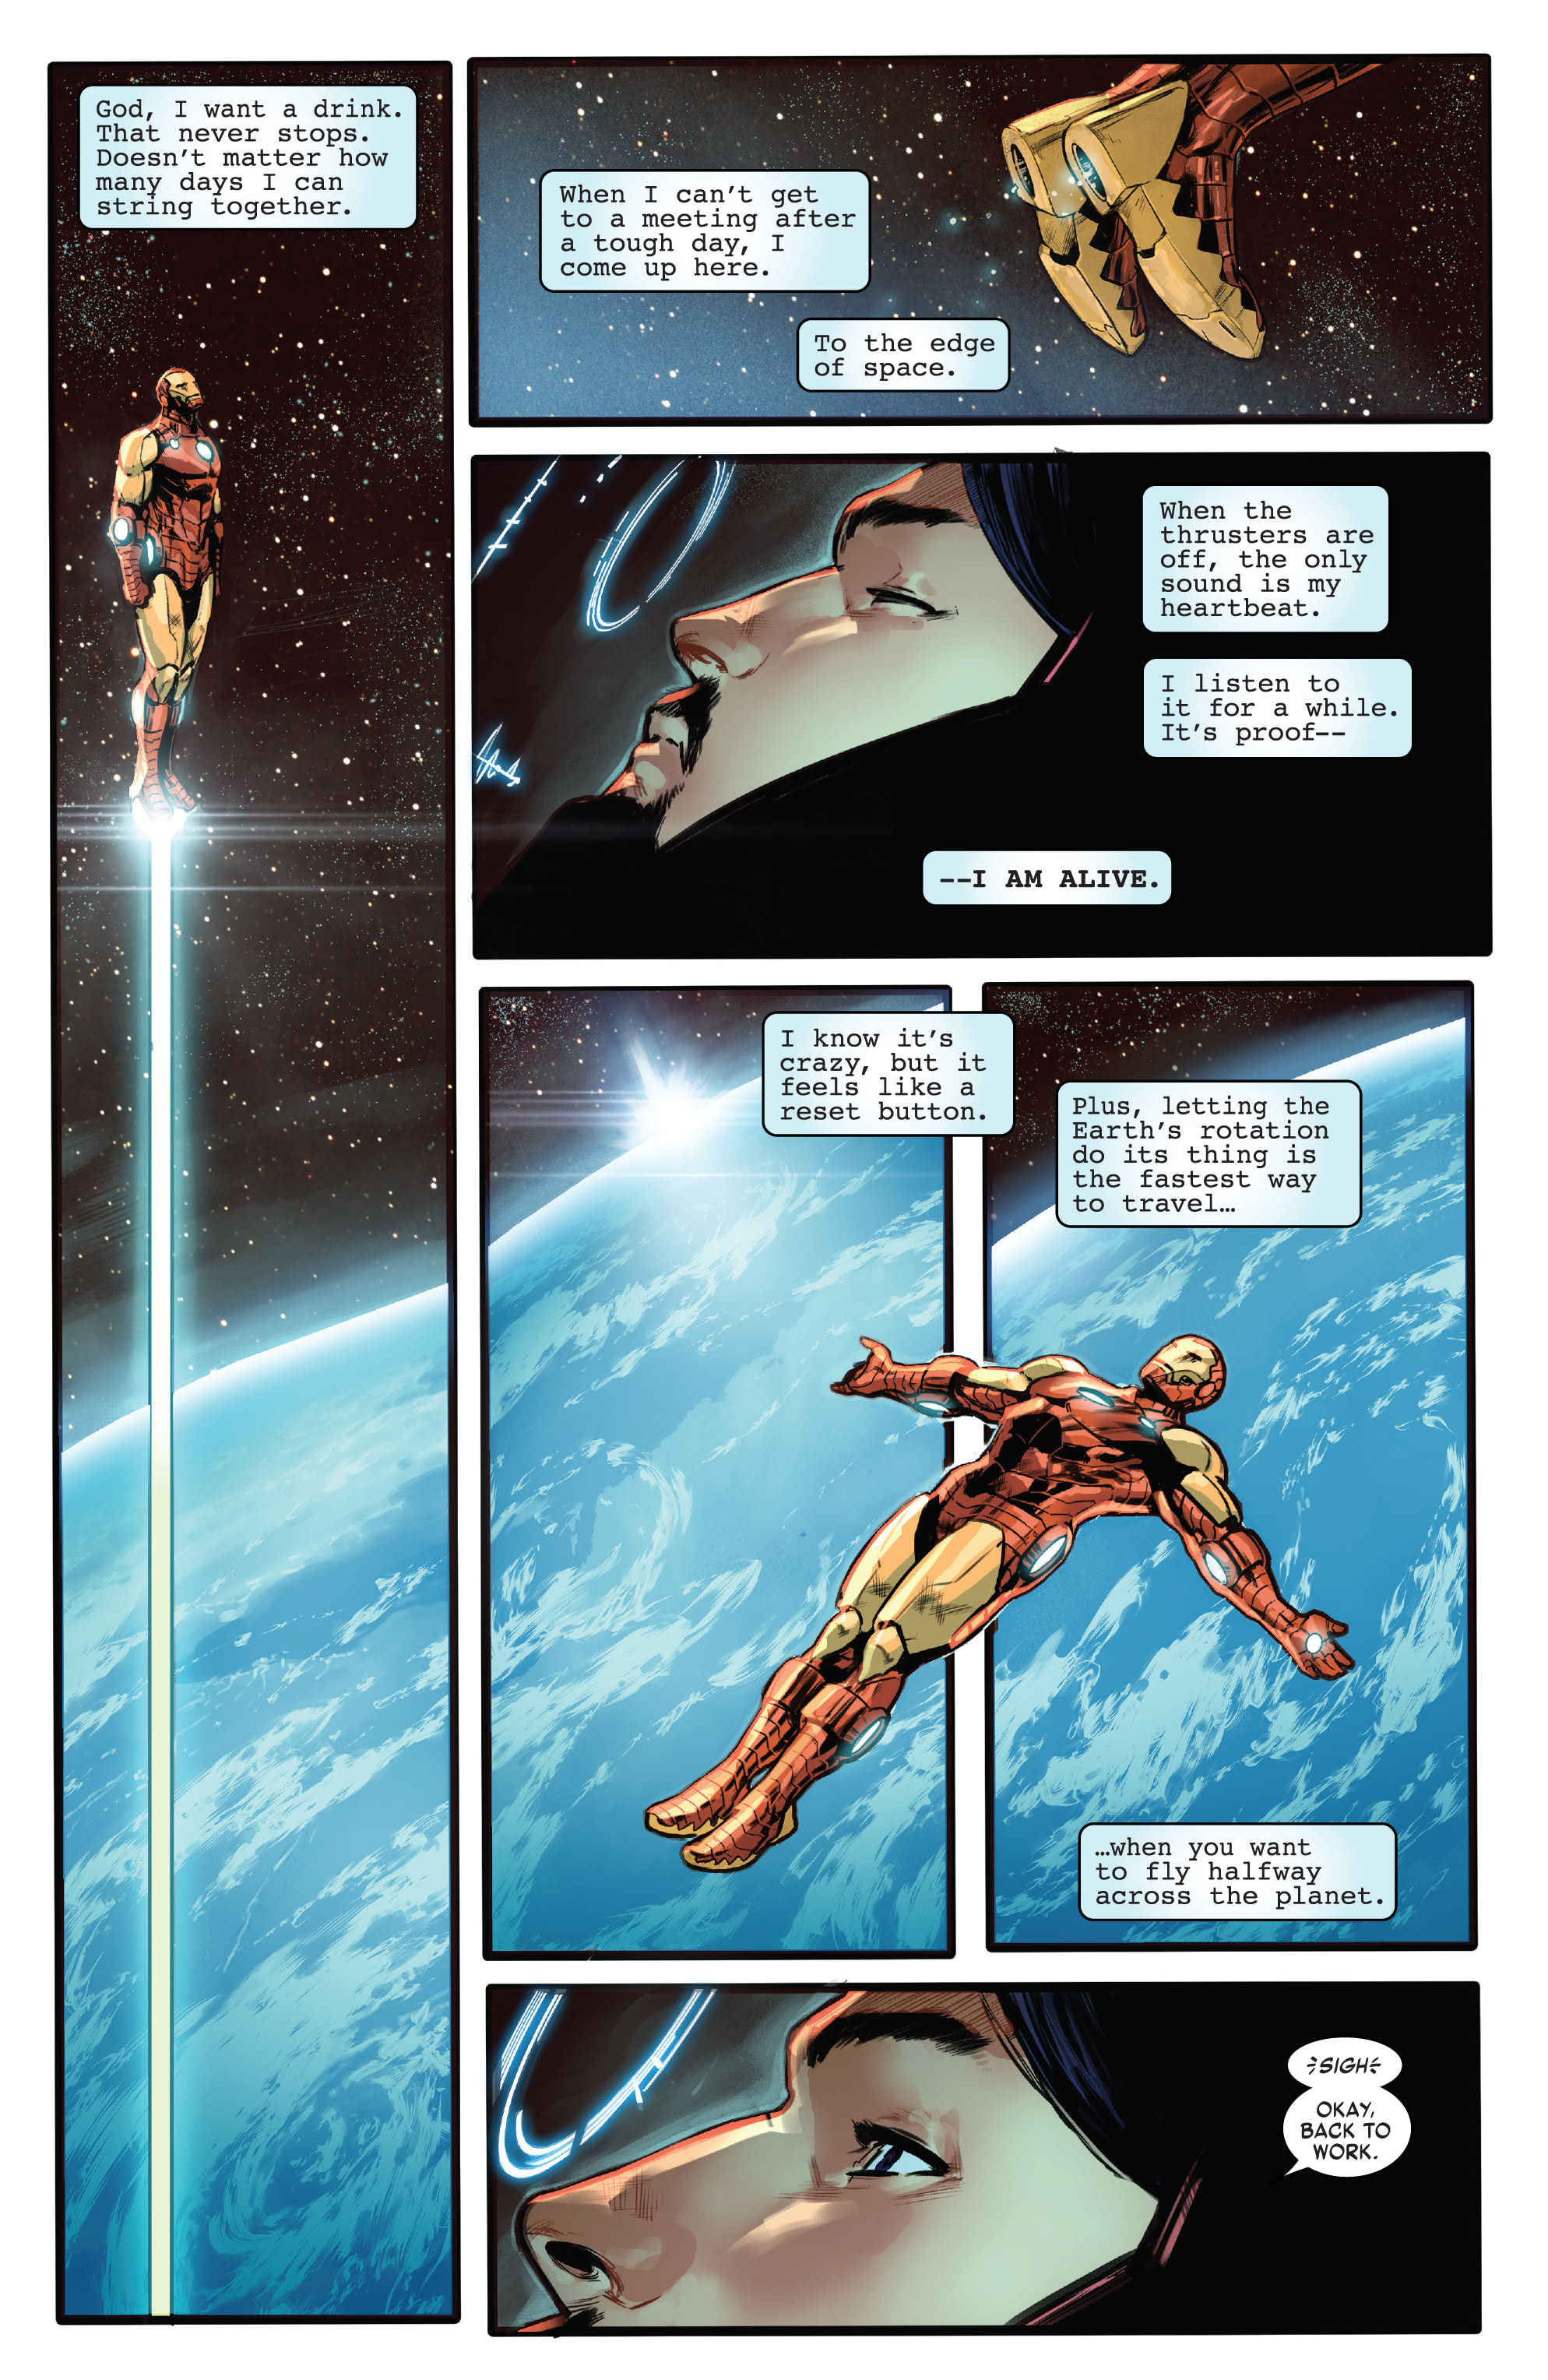 God, I want a drink.
That never stops.
Doesn't matter how
many days I can
string together.
When I can't get
to a meeting after
a tough day, I
come up here.
To the edge
of space.
When the
thrusters are
off, the only
sound is my
heartbeat.
I listen to
it for a while.
It's proof--
--I AM ALIVE.
I know it's
crazy, but it
feels like a
reset button.
Plus, letting the
Earth's rotation
do its thing is
the fastest way
to travel…
…when you want
to fly halfway
across the planet.
SIGH
OKAY,
BACK TO
WORK.